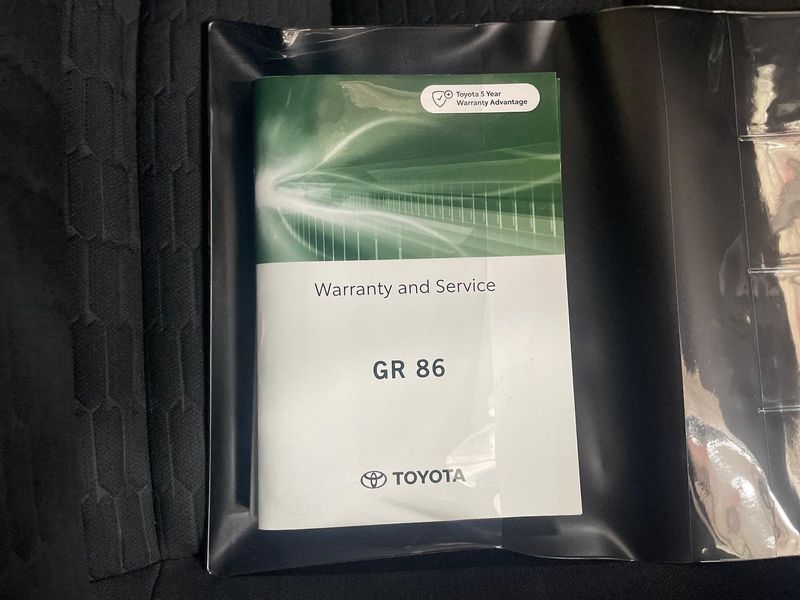 Toyota 5 Year
Warranty Advantage
Warranty and Service
GR 86
TOYOTA